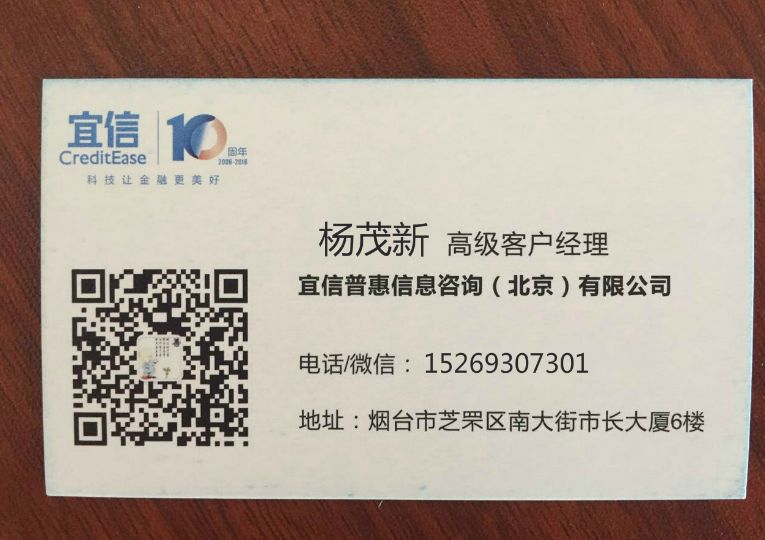 宜信
CreditEase
10
周年
2006-2016
科技让金融更美好
杨茂新 高级客户经理
宜信普惠信息咨询（北京）有限公司
电话/微信：15269307301
地址：烟台市芝罘区南大街市长大厦6楼